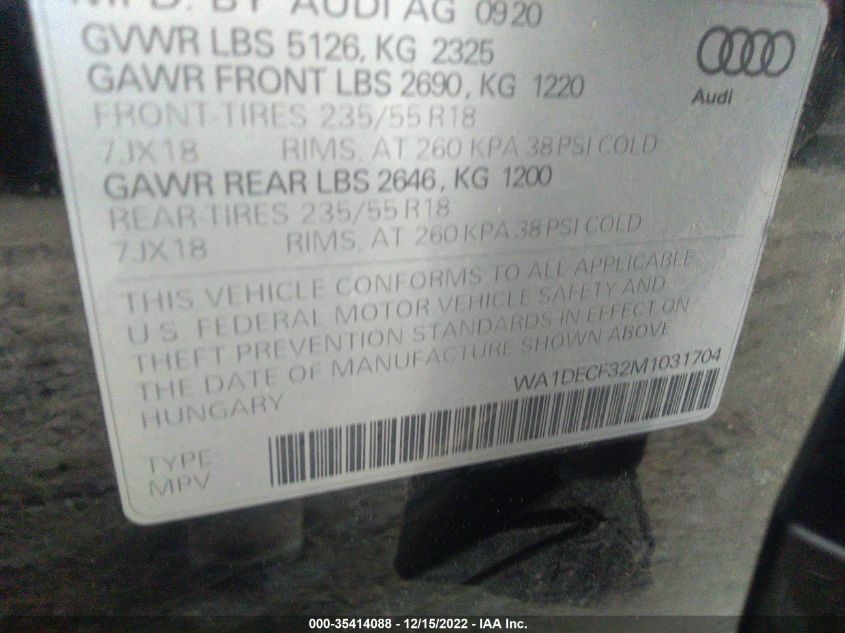 MFD. BY AUDI AG 0920
GVWR LBS 5126, KG 2325
GAWR FRONT LBS 2690, KG 1220
FRONT-TIRES 235/55 R18
7JX18 RIMS, AT 260 KPA 38 PSI COLD
GAWR REAR LBS 2646, KG 1200
REAR-TIRES 235/55 R18
7JX18 RIMS, AT 260 KPA 38 PSI COLD
Audi
THIS VEHICLE CONFORMS TO ALL APPLICABLE
U S FEDERAL MOTOR VEHICLE SAFETY AND
THEFT PREVENTION STANDARDS IN EFFECT ON
THE DATE OF MANUFACTURE SHOWN ABOVE
HUNGARY
WA1DECF32M1031704
TYPE
MPV
000-35414088 - 12/15/2022 - IAA Inc.